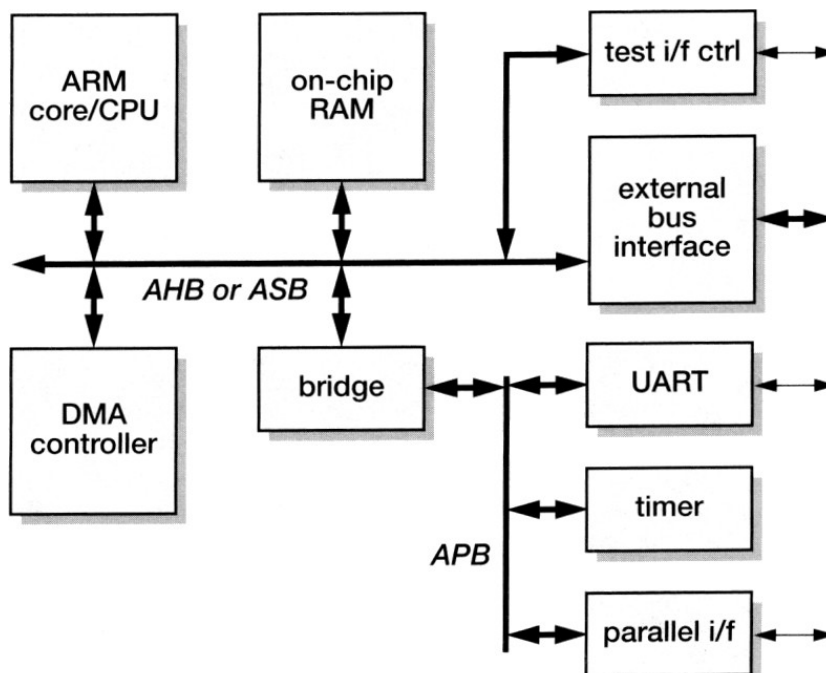 ARM
core/CPU
on-chip
RAM
test i/f ctrl
external
bus
interface
AHB or ASB
DMA
controller
bridge
UART
timer
APB
parallel i/f